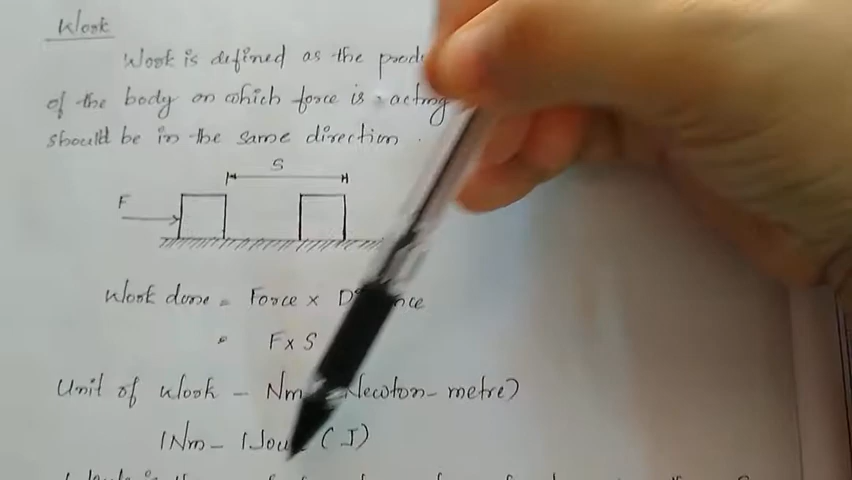 Work
Work is defined as the
of the body on which force is acting
should be in the same direction.
S
F
Work done = Force x
= F x S
Unit of Work - Nm Newton-metre)
1Nm - 1 (J)